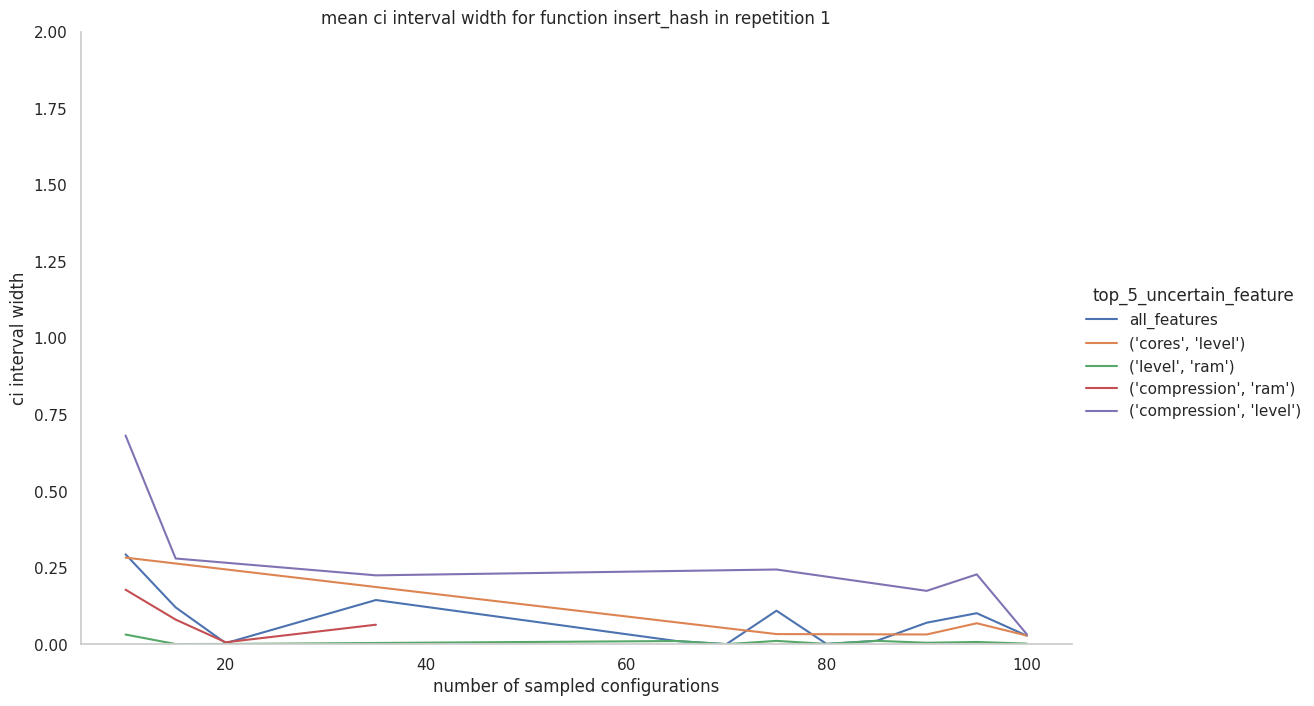 mean ci interval width for function insert_hash in repetition 1
2.00
1.75
1.50
1.25
1.00
0.75
0.50
0.25
0.00
ci interval width
20 40 60 80 100
number of sampled configurations
top_5_uncertain_feature
all_features
('cores', 'level')
('level', 'ram')
('compression', 'ram')
('compression', 'level')